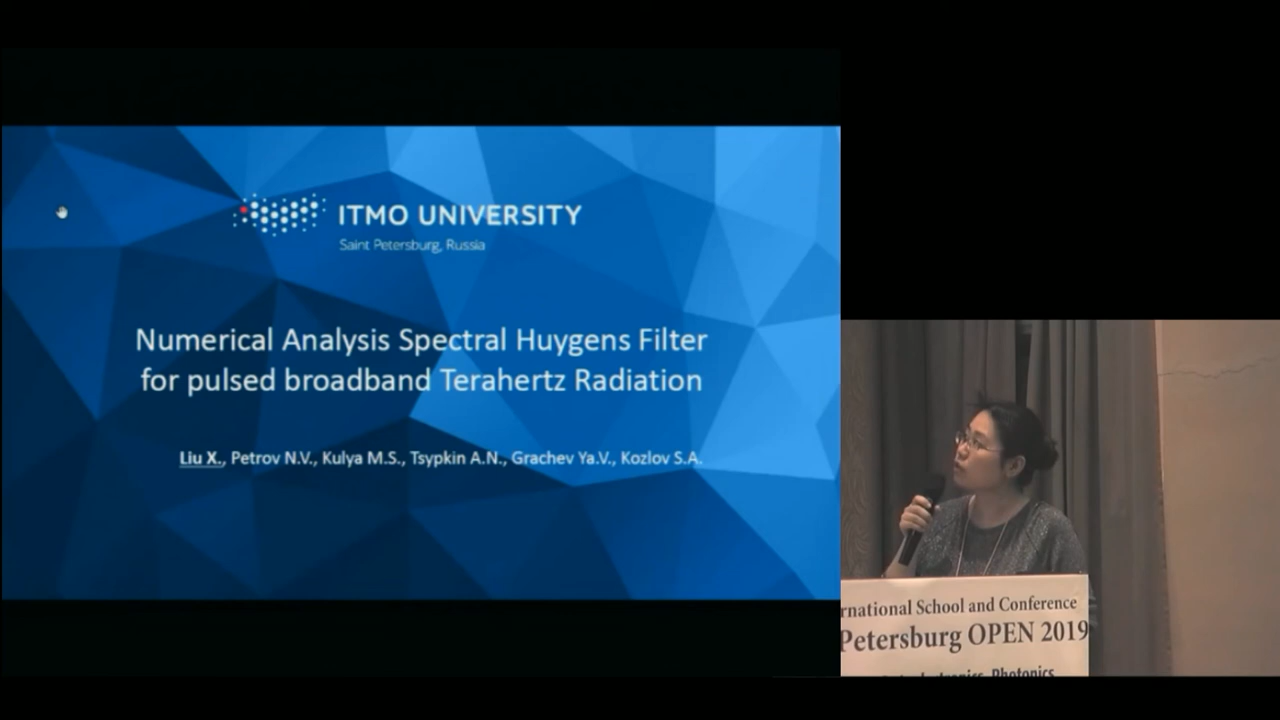 ITMO UNIVERSITY
Saint Petersburg, Russia
Numerical Analysis Spectral Huygens Filter
for pulsed broadband Terahertz Radiation
Liu X., Petrov N.V., Kulya M.S., Tsypkin A.N., Grachev Ya.V., Kozlov S.A.
rnational School and Conference
Petersburg OPEN 2019
Photonics